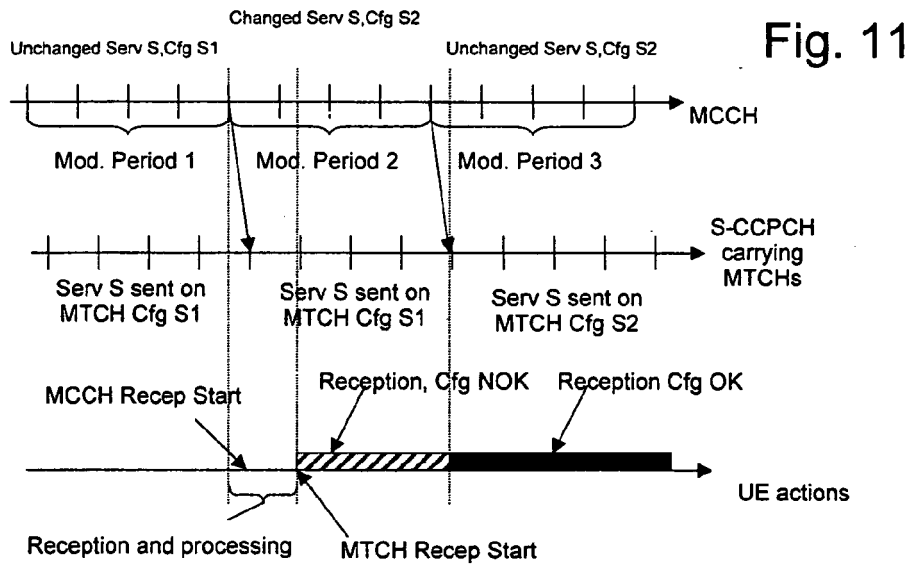 Changed Serv S,Cfg S2
Unchanged Serv S,Cfg S1
Unchanged Serv S,Cfg S2
Fig. 11
MCCH
Mod. Period 1
Mod. Period 2
Mod. Period 3
S-CCPCH
carrying
MTCHs
Serv S sent on
MTCH Cfg S1
Serv S sent on
MTCH Cfg S1
Serv S sent on
MTCH Cfg S2
MCCH Recep Start
Reception, Cfg NOK
Reception Cfg OK
UE actions
Reception and processing
MTCH Recep Start